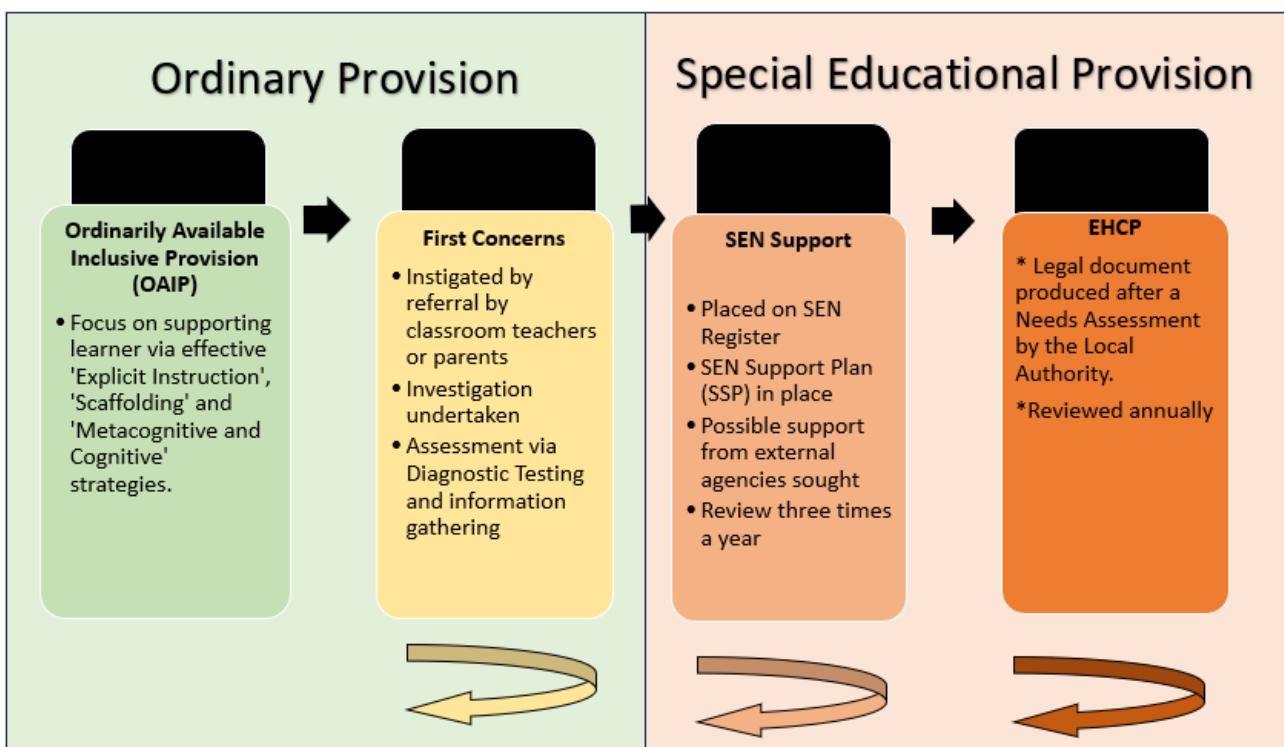 Ordinary Provision
Special Educational Provision
Ordinarily Available
Inclusive Provision
(OAIP)
• Focus on supporting
learner via effective
'Explicit Instruction',
'Scaffolding' and
'Metacognitive and
Cognitive'
strategies.
First Concerns
• Instigated by
referral by
classroom teachers
or parents
• Investigation
undertaken
• Assessment via
Diagnostic Testing
and information
gathering
SEN Support
• Placed on SEN
Register
• SEN Support Plan
(SSP) in place
• Possible support
from external
agencies sought
• Review three times
a year
EHCP
* Legal document
produced after a
Needs Assessment
by the Local
Authority.
*Reviewed annually